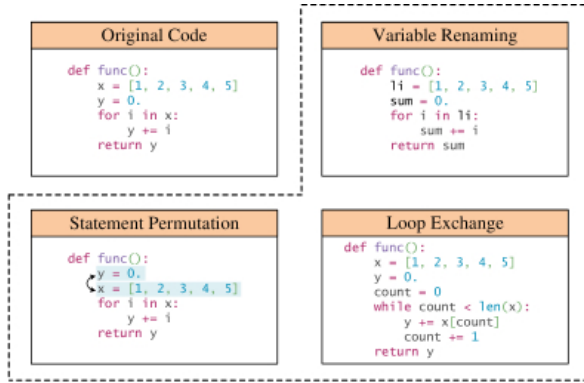 Original Code
def func():
    x = [1, 2, 3, 4, 5]
    y = 0.
    for i in x:
        y += i
    return y
Variable Renaming
def func():
    li = [1, 2, 3, 4, 5]
    sum = 0.
    for i in li:
        sum += i
    return sum
Statement Permutation
def func():
    y = 0.
    x = [1, 2, 3, 4, 5]
    for i in x:
        y += i
    return y
Loop Exchange
def func():
    x = [1, 2, 3, 4, 5]
    y = 0.
    count = 0
    while count < len(x):
        y += x[count]
        count += 1
    return y